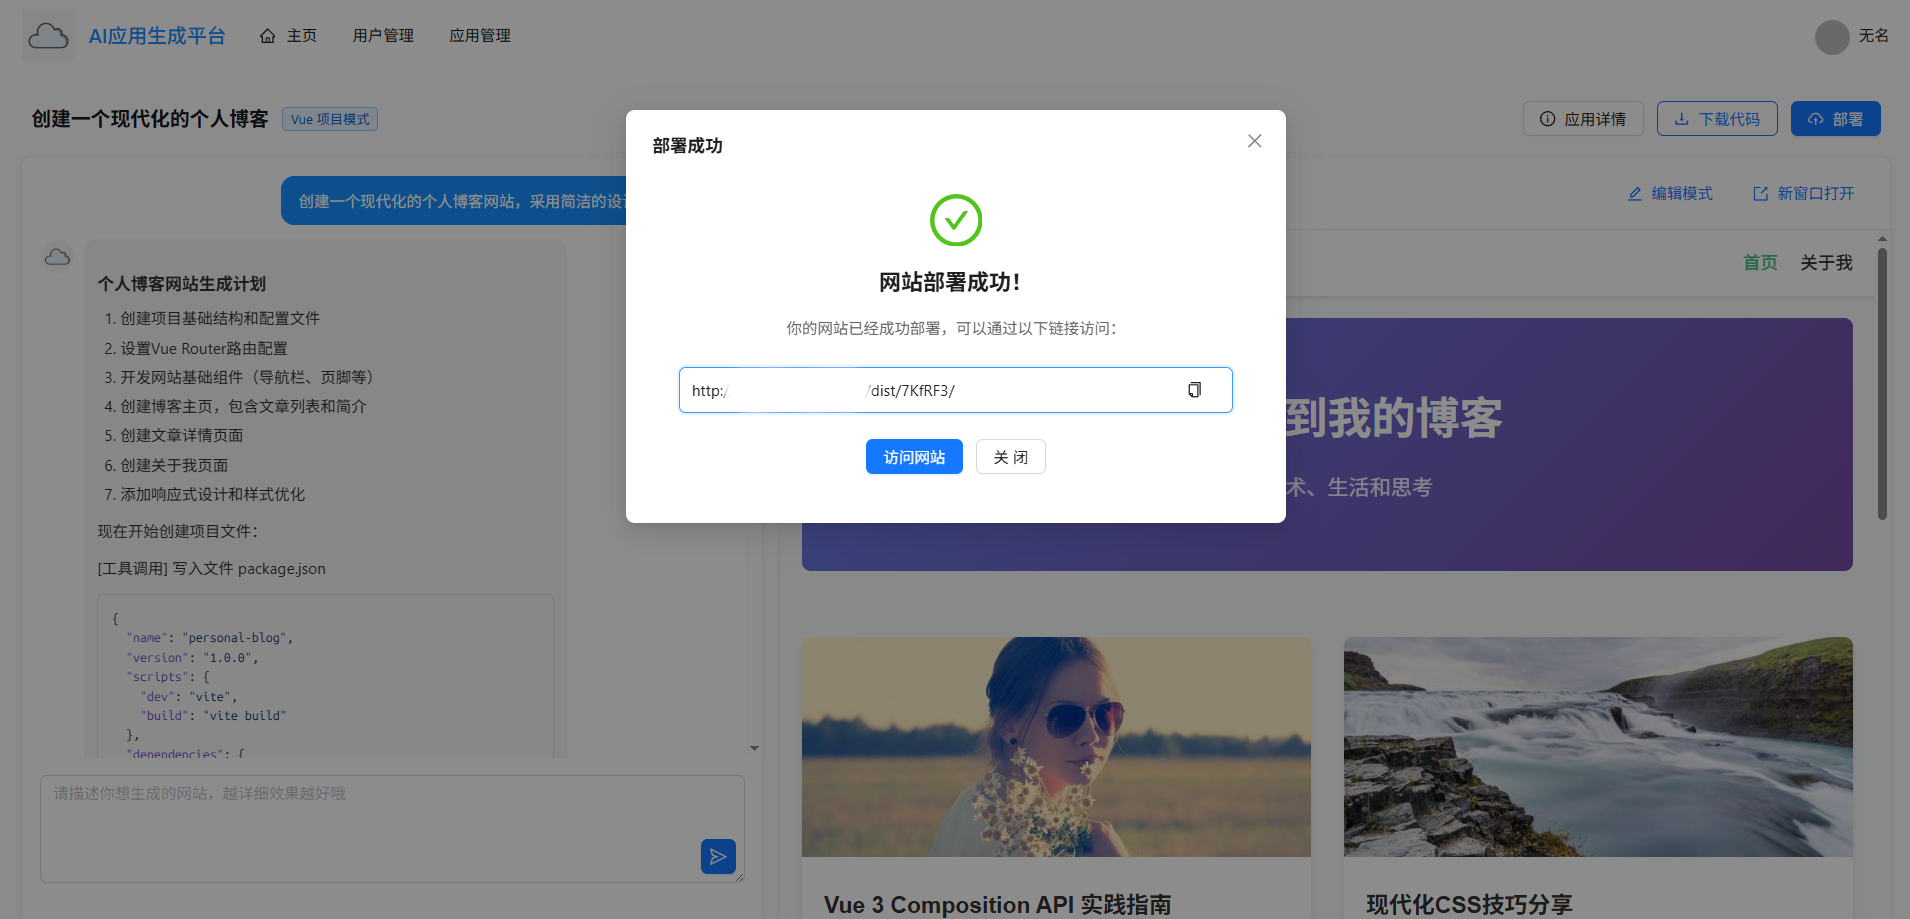 AI应用生成平台
主页
用户管理
应用管理
无名
创建一个现代化的个人博客
Vue 项目模式
应用详情
下载代码
部署
创建一个现代化的个人博客网站，采用简洁的设
个人博客网站生成计划
1. 创建项目基础结构和配置文件
2. 设置Vue Router路由配置
3. 开发网站基础组件（导航栏、页脚等）
4. 创建博客主页，包含文章列表和简介
5. 创建文章详情页面
6. 创建关于我页面
7. 添加响应式设计和样式优化
现在开始创建项目文件：
[工具调用] 写入文件 package.json
{
"name": "personal-blog",
"version": "1.0.0",
"scripts": {
"dev": "vite",
"build": "vite build"
},
"dependencies": {
请描述你想生成的网站，越详细效果越好哦
部署成功
网站部署成功！
你的网站已经成功部署，可以通过以下链接访问：
http:/
/dist/7KfRF3/
访问网站
关 闭
编辑模式
新窗口打开
首页
关于我
到我的博客
术、生活和思考
Vue 3 Composition API 实践指南
现代化CSS技巧分享